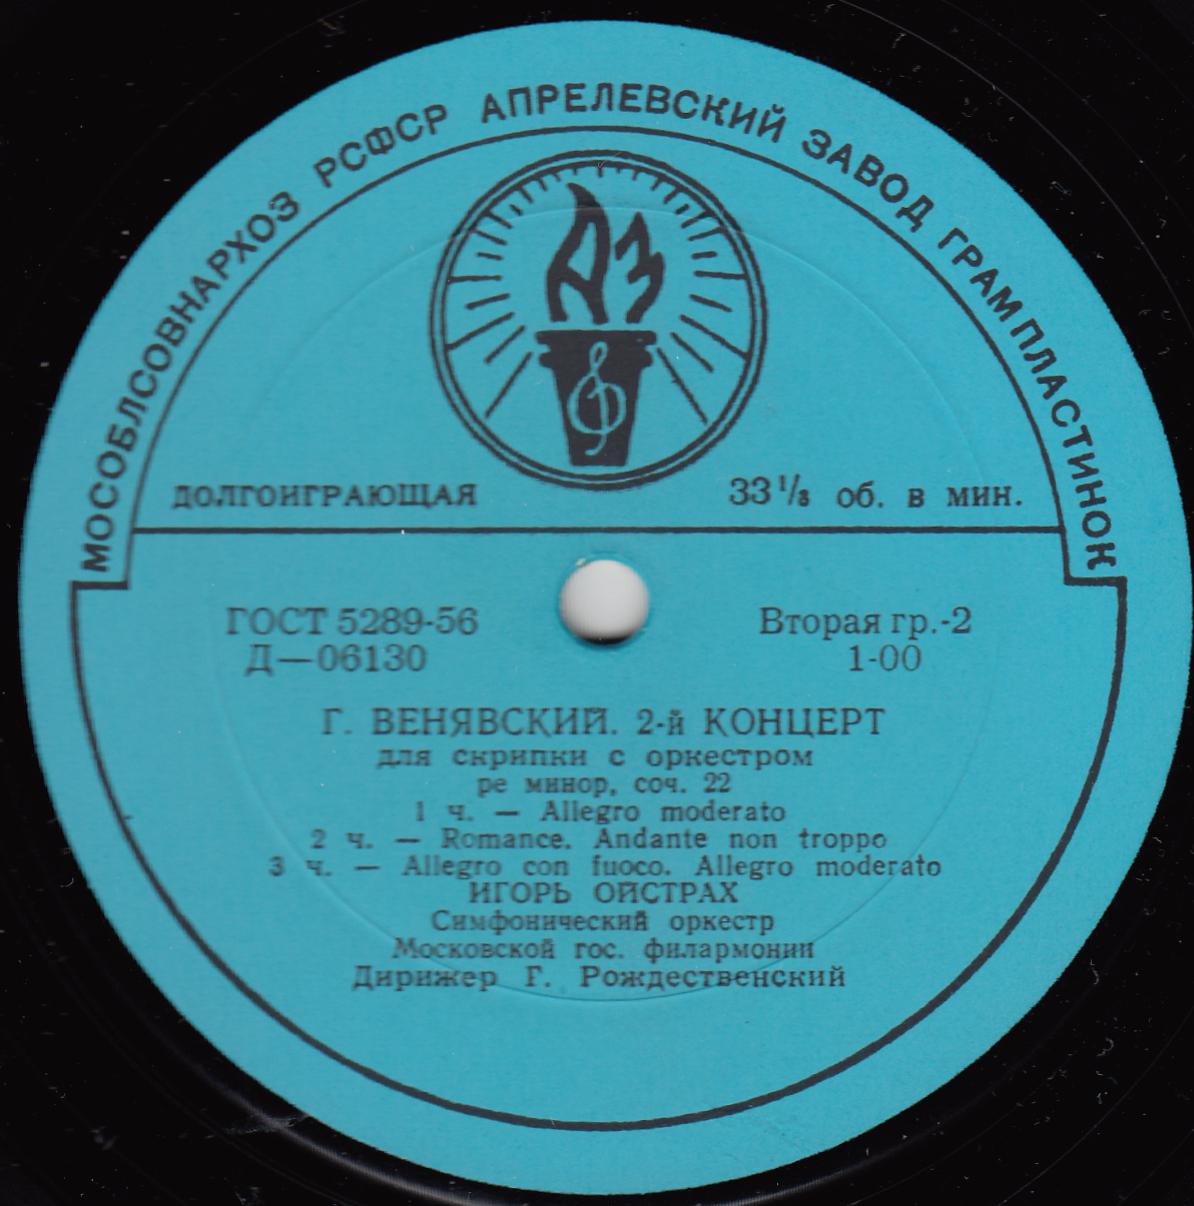 МОСОБЛСОВНАРХОЗ РСФСР АПРЕЛЕВСКИЙ ЗАВОД ГРАМПЛАСТИНОК
АЗ
ДОЛГОИГРАЮЩАЯ 33 1/3 об. в мин.
ГОСТ 5289-56 Вторая гр.-2
Д—06130 1-00
Г. ВЕНЯВСКИЙ. 2-й КОНЦЕРТ
для скрипки с оркестром
ре минор, соч. 22
1 ч. — Allegro moderato
2 ч. — Romance. Andante non troppo
3 ч. — Allegro con fuoco. Allegro moderato
ИГОРЬ ОЙСТРАХ
Симфонический оркестр
Московской гос. филармонии
Дирижер Г. Рождественский